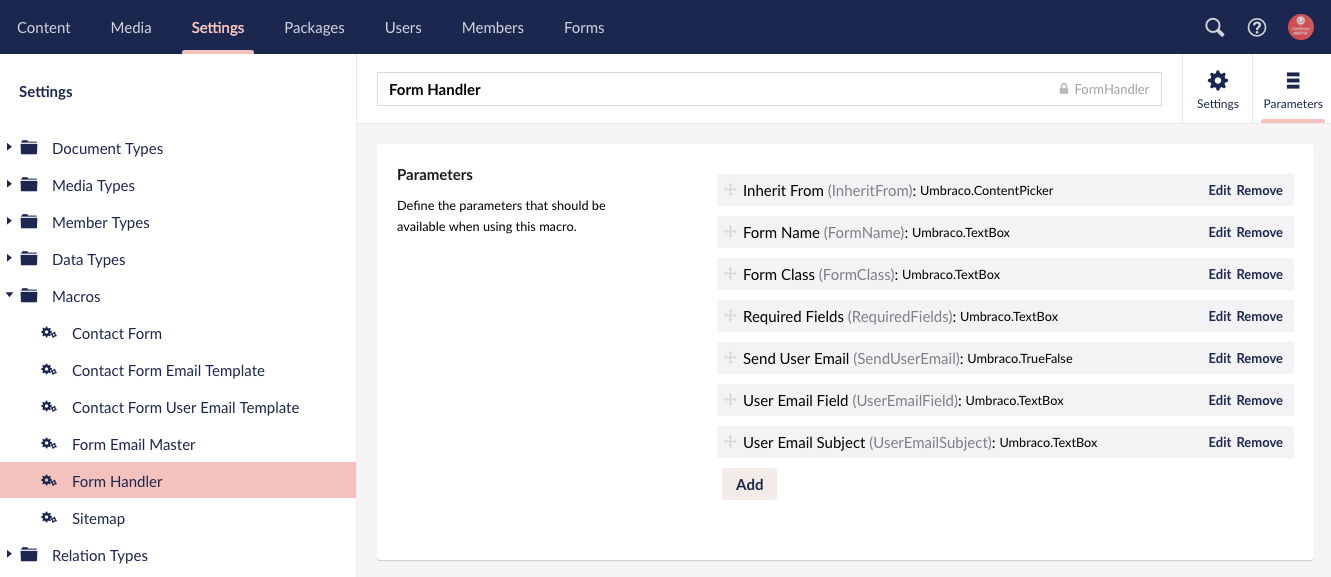 Content Media Settings Packages Users Members Forms
Settings
Document Types
Media Types
Member Types
Data Types
Macros
Contact Form
Contact Form Email Template
Contact Form User Email Template
Form Email Master
Form Handler
Sitemap
Relation Types
Form Handler FormHandler
Settings
Parameters
Parameters
Define the parameters that should be
available when using this macro.
Inherit From (InheritFrom): Umbraco.ContentPicker Edit Remove
Form Name (FormName): Umbraco.TextBox Edit Remove
Form Class (FormClass): Umbraco.TextBox Edit Remove
Required Fields (RequiredFields): Umbraco.TextBox Edit Remove
Send User Email (SendUserEmail): Umbraco.TrueFalse Edit Remove
User Email Field (UserEmailField): Umbraco.TextBox Edit Remove
User Email Subject (UserEmailSubject): Umbraco.TextBox Edit Remove
Add